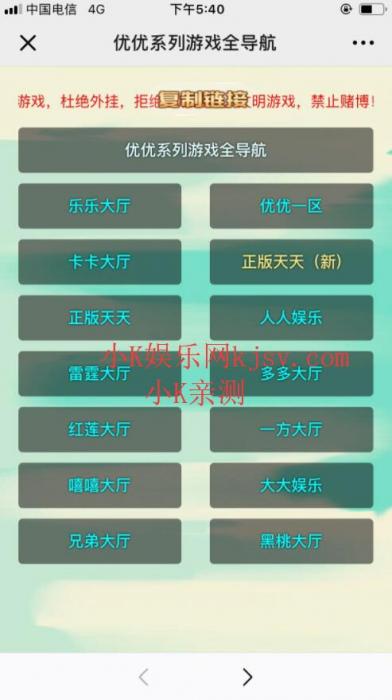 中国电信 4G 下午5:40
优优系列游戏全导航
游戏，杜绝外挂，拒绝
复制链接
文明游戏，禁止赌博！
优优系列游戏全导航
乐乐大厅 优优一区
卡卡大厅 正版天天（新）
正版天天 人人娱乐
小K娱乐网kjsv.com
雷霆大厅 多多大厅
小K亲测
红莲大厅 一方大厅
嘻嘻大厅 大大娱乐
兄弟大厅 黑桃大厅